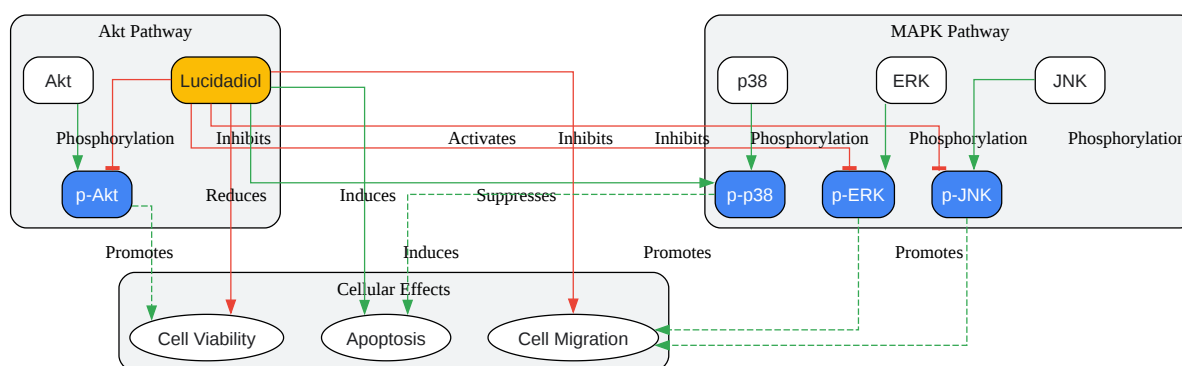 Akt Pathway
MAPK Pathway
Akt
Lucidadiol
p38
ERK
JNK
Phosphorylation
Inhibits
Activates
Inhibits
Inhibits
Phosphorylation
Phosphorylation
Phosphorylation
p-Akt
Reduces
Induces
Suppresses
p-p38
p-ERK
p-JNK
Promotes
Induces
Promotes
Promotes
Cellular Effects
Cell Viability
Apoptosis
Cell Migration